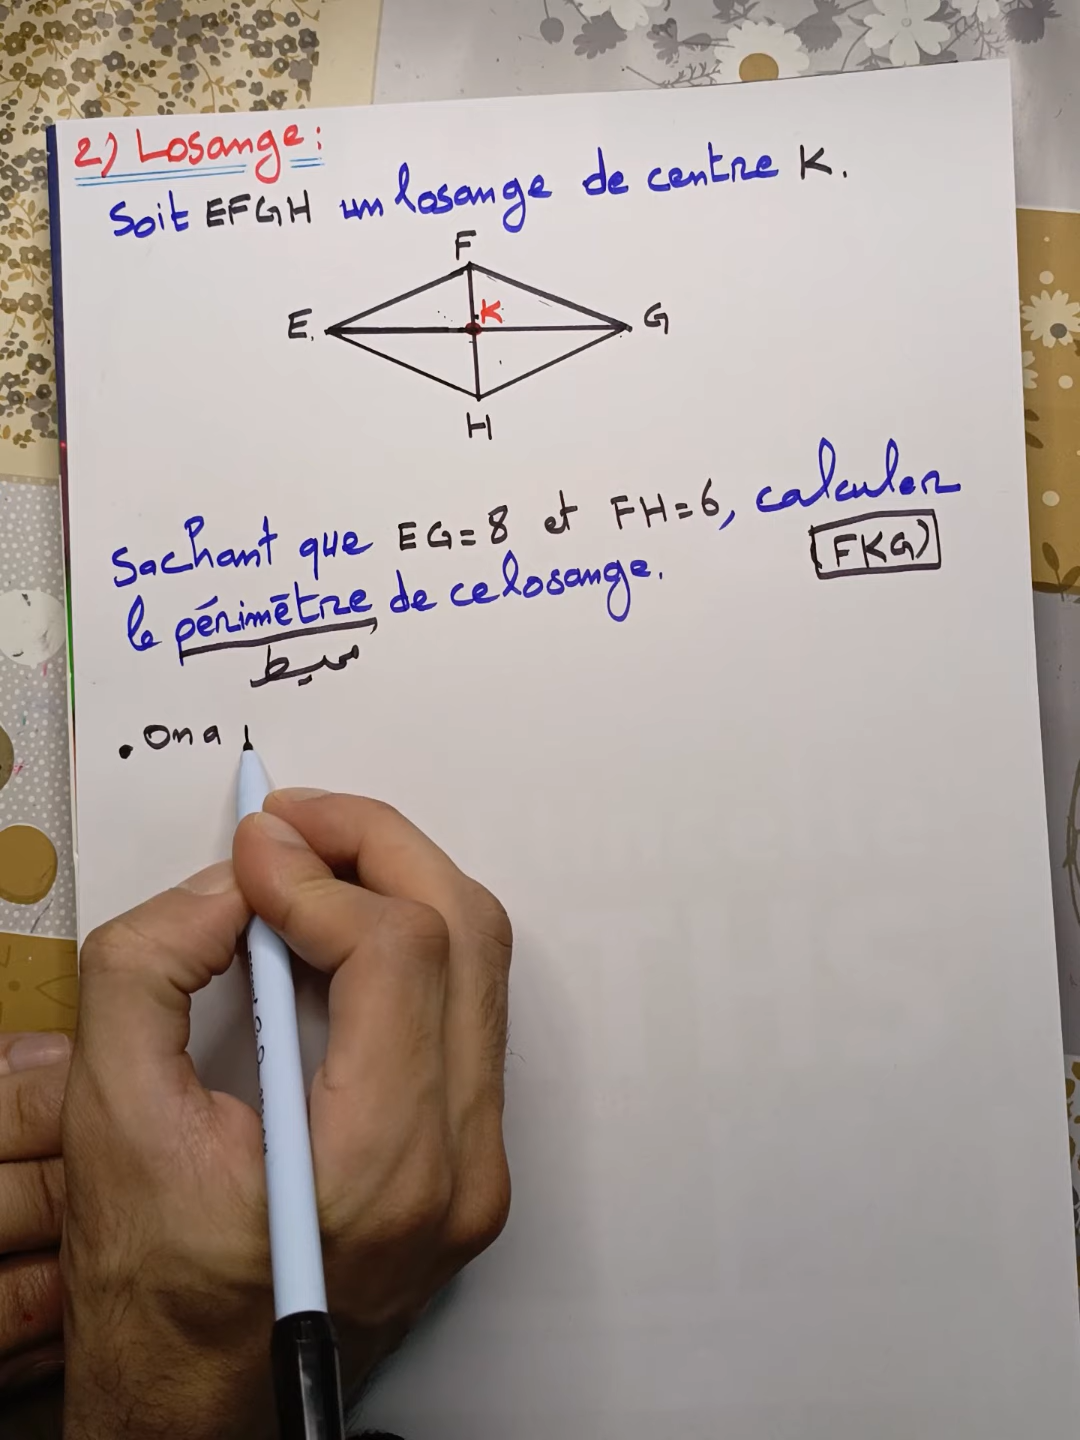 2) Losange:
Soit EFGH un losange de centre K.
F
K
E
G
H
Sachant que EG=8 et FH=6, calculer
FKG)
le périmètre de ce losange.
محيط
. On a